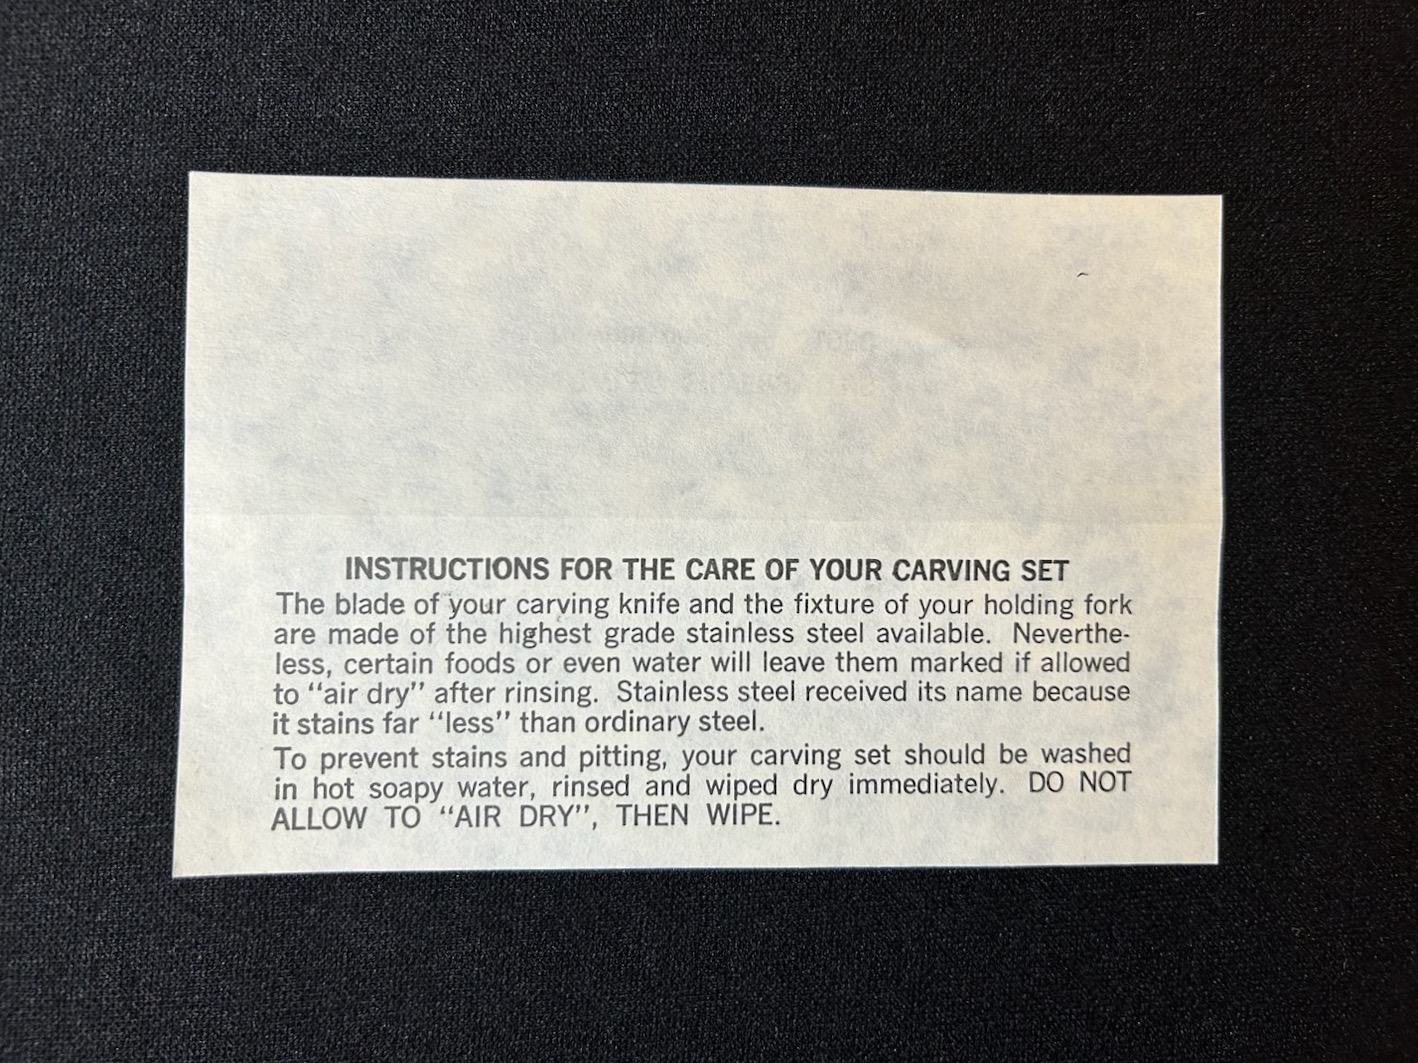 INSTRUCTIONS FOR THE CARE OF YOUR CARVING SET
The blade of your carving knife and the fixture of your holding fork
are made of the highest grade stainless steel available. Neverthe-
less, certain foods or even water will leave them marked if allowed
to “air dry” after rinsing. Stainless steel received its name because
it stains far “less” than ordinary steel.
To prevent stains and pitting, your carving set should be washed
in hot soapy water, rinsed and wiped dry immediately. DO NOT
ALLOW TO “AIR DRY”, THEN WIPE.